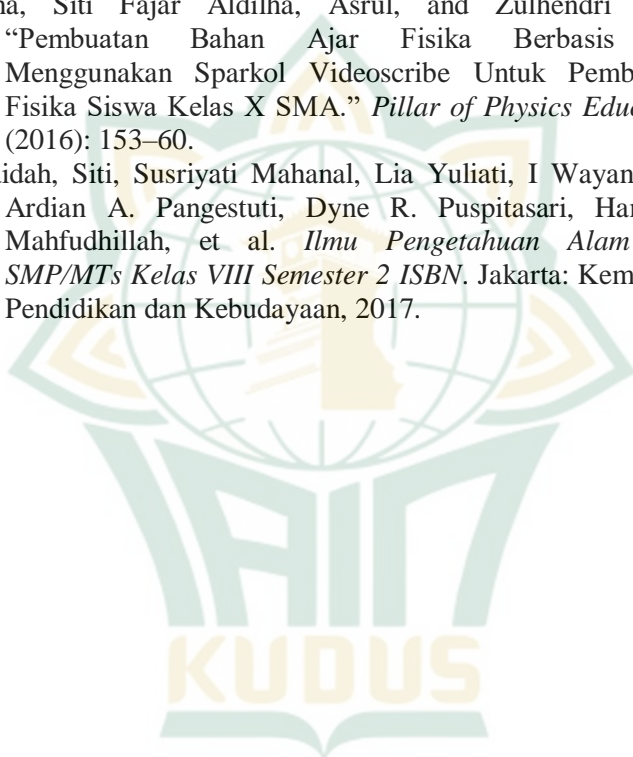 na, Siti Fajar Aldilha, Asrul, and Zulhendri
“Pembuatan Bahan Ajar Fisika Berbasis
Menggunakan Sparkol Videoscribe Untuk Pemb
Fisika Siswa Kelas X SMA.” Pillar of Physics Educ
(2016): 153–60.
idah, Siti, Susriyati Mahanal, Lia Yuliati, I Wayan
Ardian A. Pangestuti, Dyne R. Puspitasari, Har
Mahfudhillah, et al. Ilmu Pengetahuan Alam
SMP/MTs Kelas VIII Semester 2 ISBN. Jakarta: Kem
Pendidikan dan Kebudayaan, 2017.
IAIN
KUDUS